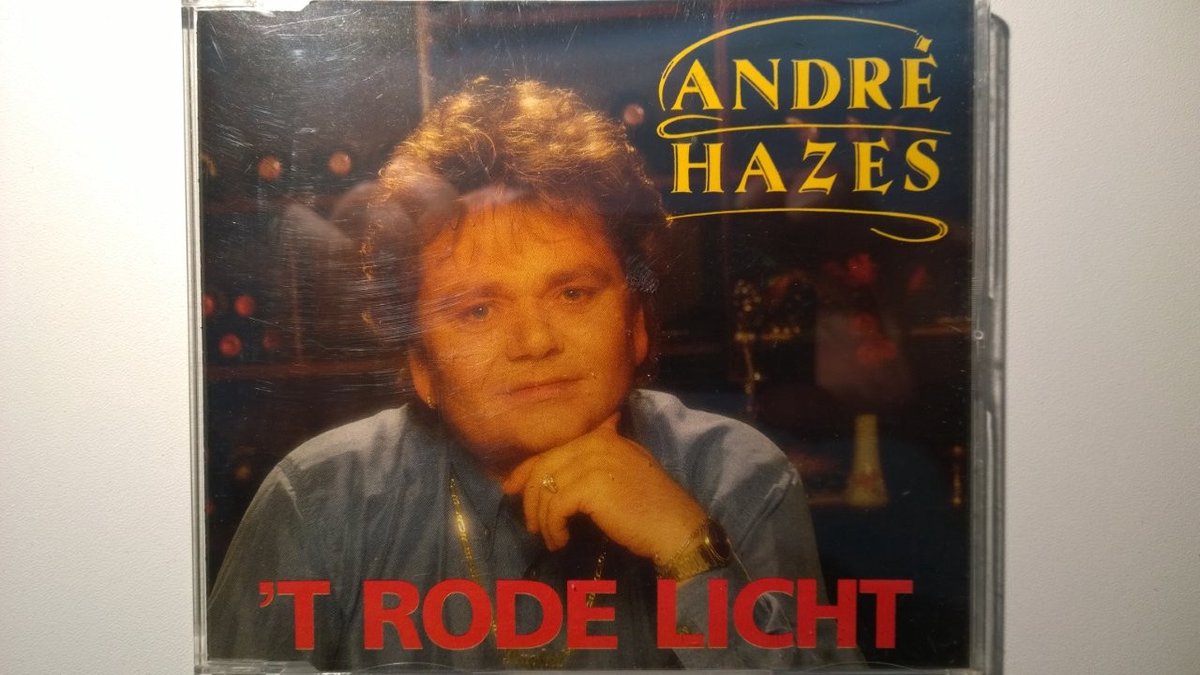 ANDRÉ
HAZES
'T RODE LICHT